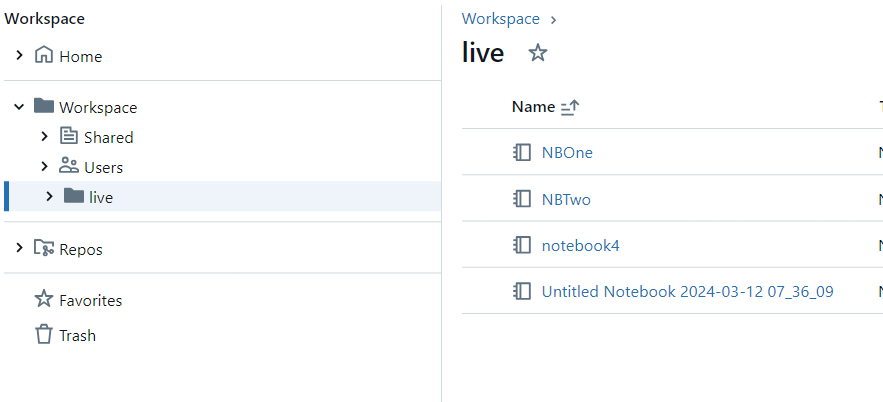 Workspace
Home
Workspace
Shared
Users
live
Repos
Favorites
Trash
Workspace
live
Name
NBOne
NBTwo
notebook4
Untitled Notebook 2024-03-12 07_36_09